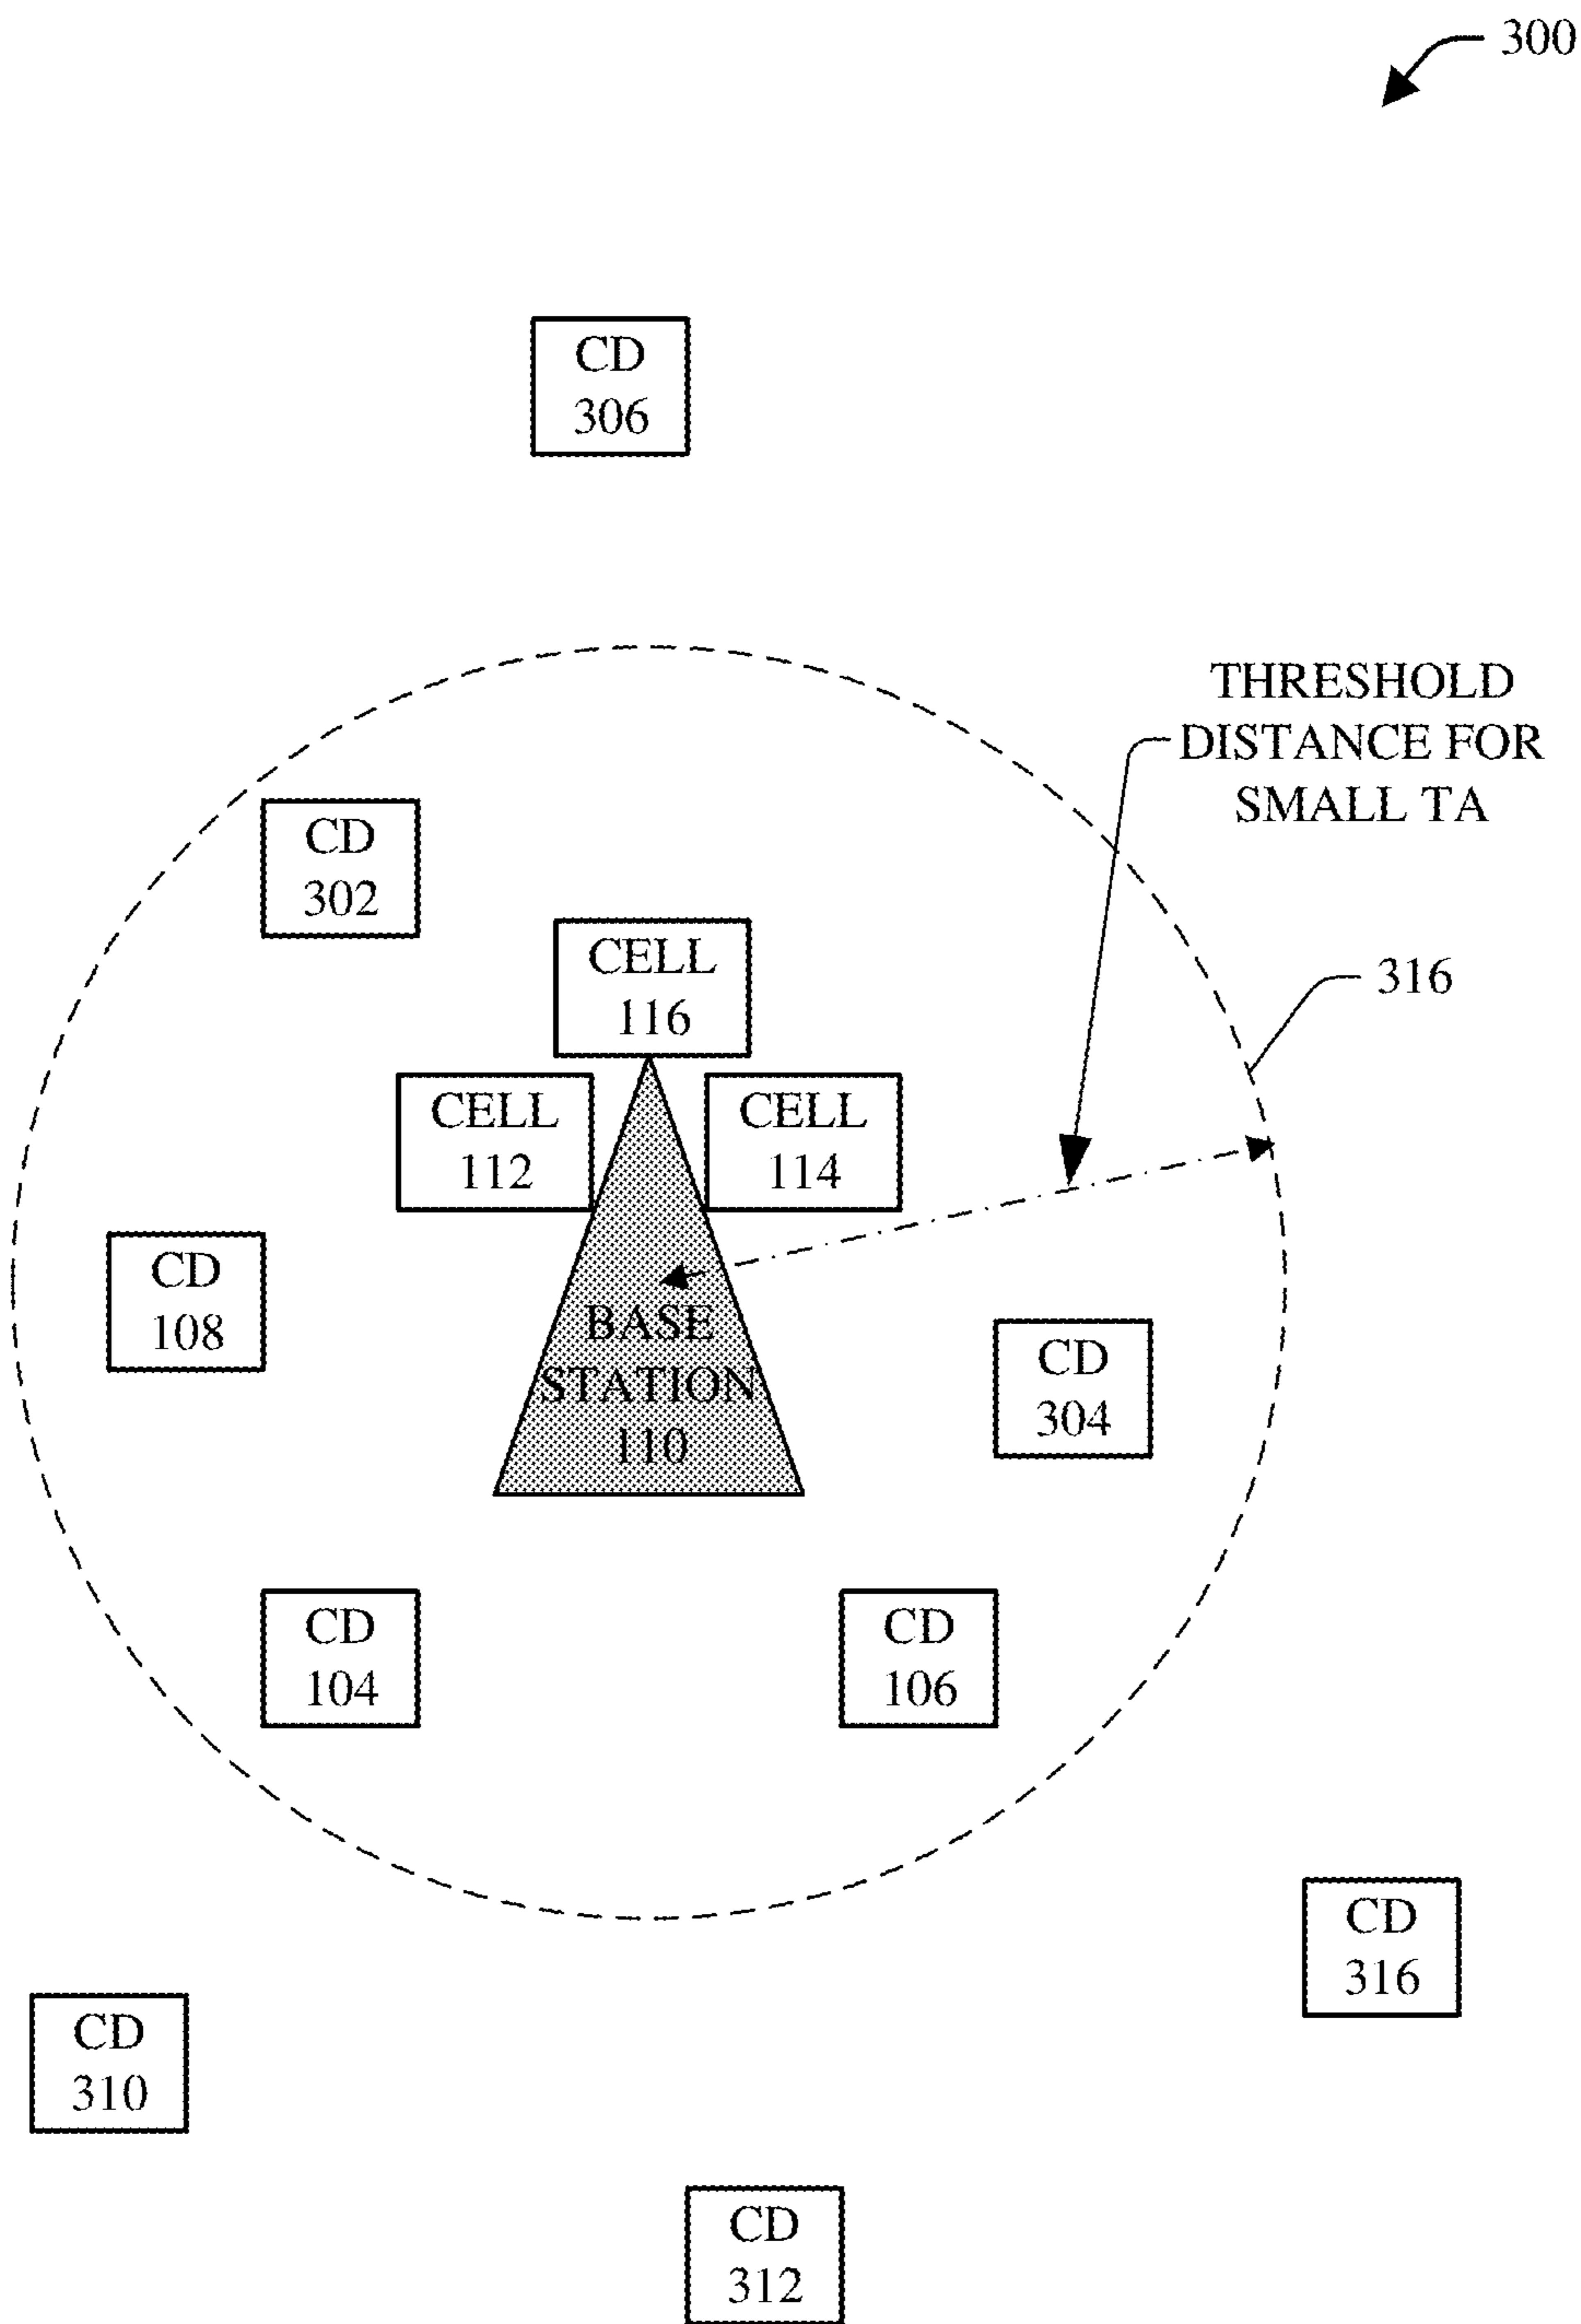 300
CD
306
THRESHOLD
DISTANCE FOR
SMALL TA
CD
302
CELL
116
316
CELL
112
CELL
114
CD
108
BASE
STATION
110
CD
304
CD
104
CD
106
CD
316
CD
310
CD
312